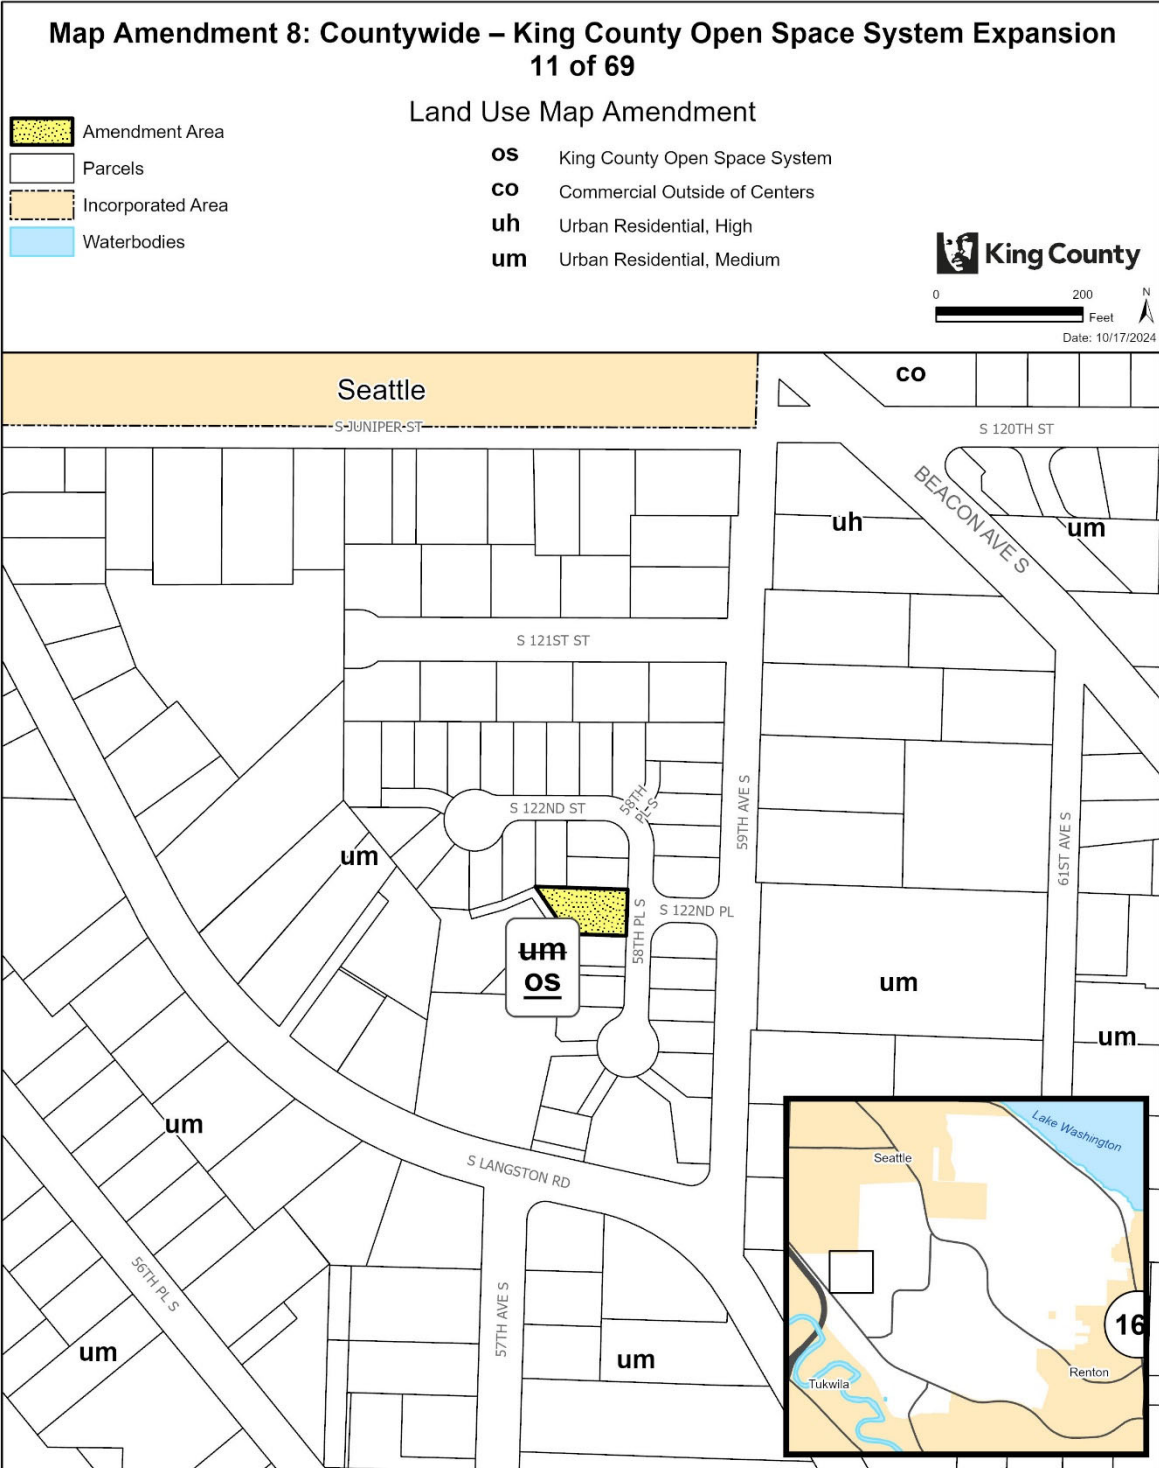 Map Amendment 8: Countywide – King County Open Space System Expansion
11 of 69
Land Use Map Amendment
Amendment Area
Parcels
Incorporated Area
Waterbodies
os King County Open Space System
co Commercial Outside of Centers
uh Urban Residential, High
um Urban Residential, Medium
King County
0 200
Feet
N
Date: 10/17/2024
Seattle
S JUNIPER ST
co
S 120TH ST
BEACON AVE S
uh
um
S 121ST ST
58TH PL S
S 122ND ST
59TH AVE S
61ST AVE S
um
S 122ND PL
58TH PL S
um
os
um
um
um
S LANGSTON RD
56TH PL S
57TH AVE S
um
um
Lake Washington
Seattle
16
Renton
Tukwila